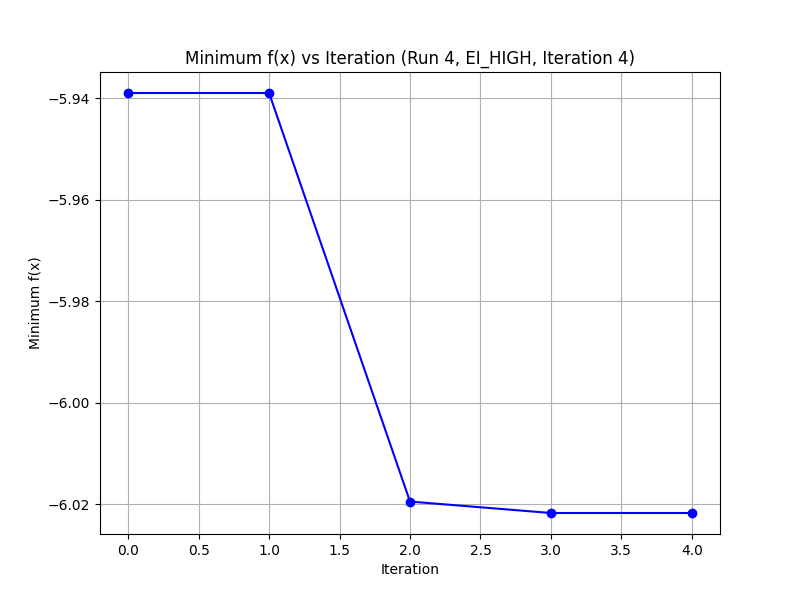 Minimum f(x) vs Iteration (Run 4, EI_HIGH, Iteration 4)
−5.94
−5.96
−5.98
−6.00
−6.02
Minimum f(x)
0.0 0.5 1.0 1.5 2.0 2.5 3.0 3.5 4.0
Iteration